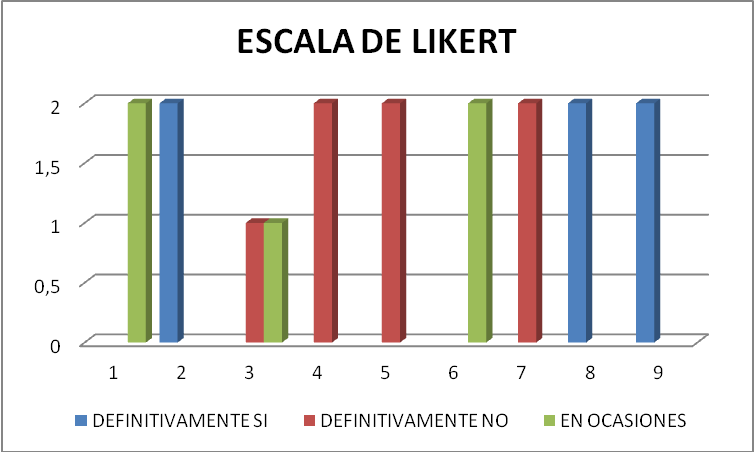 ESCALA DE LIKERT
2
1,5
1
0,5
0
1 2 3 4 5 6 7 8 9
DEFINITIVAMENTE SI DEFINITIVAMENTE NO EN OCASIONES